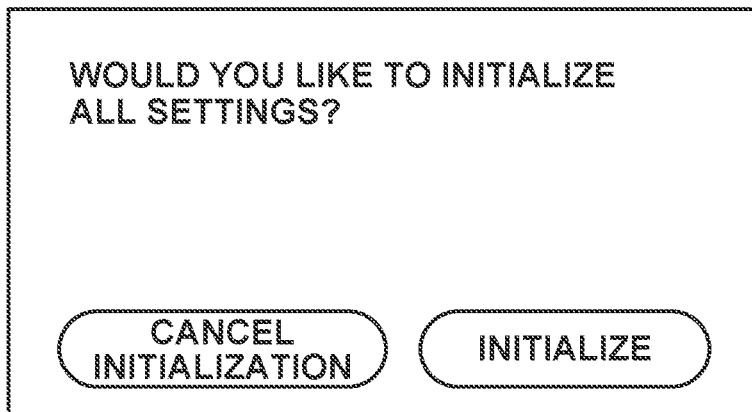 WOULD YOU LIKE TO INITIALIZE
ALL SETTINGS?
CANCEL
INITIALIZATION
INITIALIZE